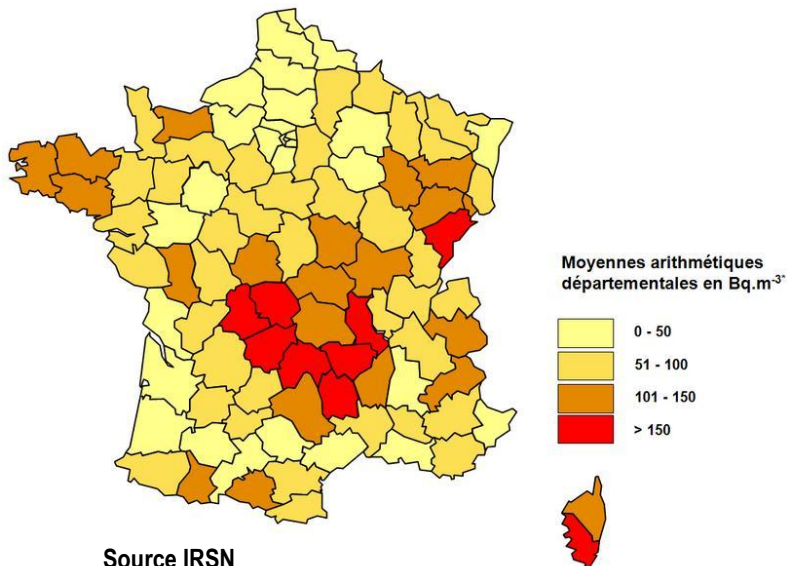 Moyennes arithmétiques
départementales en Bq.m-3*
0 - 50
51 - 100
101 - 150
> 150
Source IRSN